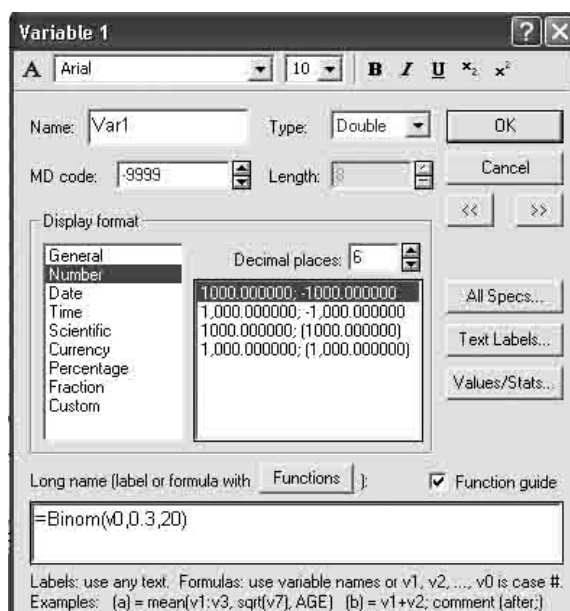 Variable 1
A Arial 10 B I U x₂ x²
Name: Var1 Type: Double OK
MD code: -9999 Length: 8 Cancel
<< >>
Display format
General
Number
Date
Time
Scientific
Currency
Percentage
Fraction
Custom
Decimal places: 6
1000.000000; -1000.000000
1,000.000000; -1,000.000000
1000.000000; (1000.000000)
1,000.000000; (1,000.000000)
All Specs...
Text Labels...
Values/Stats...
Long name (label or formula with Functions ): Function guide
=Binom(v0,0.3,20)
Labels: use any text. Formulas: use variable names or v1, v2, ..., v0 is case #.
Examples: (a) = mean(v1:v3, sqrt(v7), AGE) (b) = v1+v2; comment (after;)